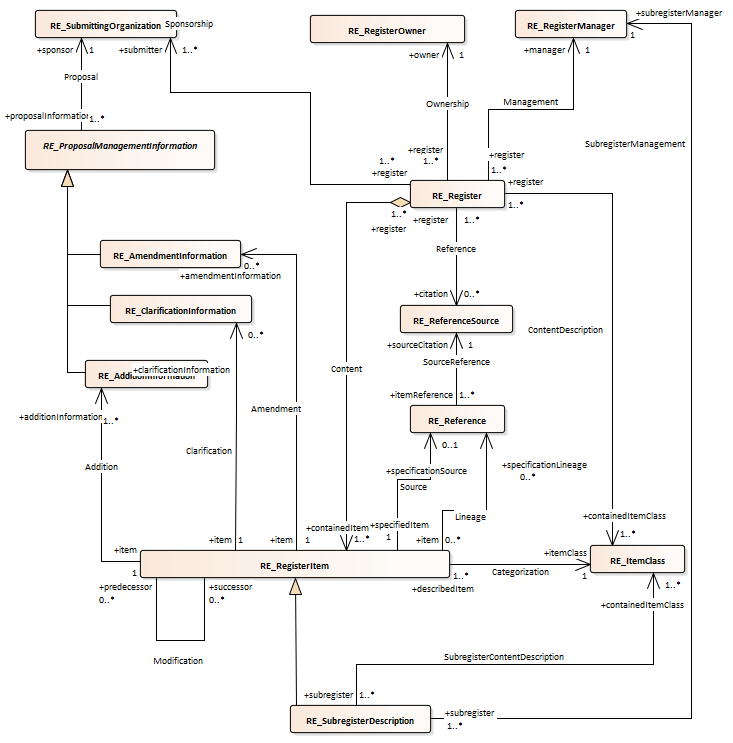 RE_SubmittingOrganization
Sponsorship
RE_RegisterOwner
RE_RegisterManager
+subregisterManager
1
+sponsor
1
+submitter
1..*
+owner
1
+manager
1
Proposal
Ownership
Management
+proposalInformation
1..*
RE_ProposalManagementInformation
SubregisterManagement
+register
1..*
1..*
+register
+register
1..*
RE_Register
+register
1..*
1..*
+register
+register
1..*
Reference
RE_AmendmentInformation
0..*
+amendmentInformation
+citation
0..*
RE_ClarificationInformation
0..*
RE_ReferenceSource
ContentDescription
+sourceCitation
1
SourceReference
Content
RE_AdditionInformation
+clarificationInformation
+itemReference
1..*
Amendment
+additionInformation
1..*
RE_Reference
0..1
Clarification
Addition
+specificationSource
+specificationLineage
0..*
Source
Lineage
+containedItemClass
1..*
+containedItem
1..*
+specifiedItem
1
+item
1
+item
1
+item
0..*
+item
1
RE_RegisterItem
+itemClass
1
RE_ItemClass
Categorization
1..*
+describedItem
+predecessor
0..*
+successor
0..*
1..*
+containedItemClass
Modification
SubregisterContentDescription
+subregister
1..*
RE_SubregisterDescription
+subregister
1..*